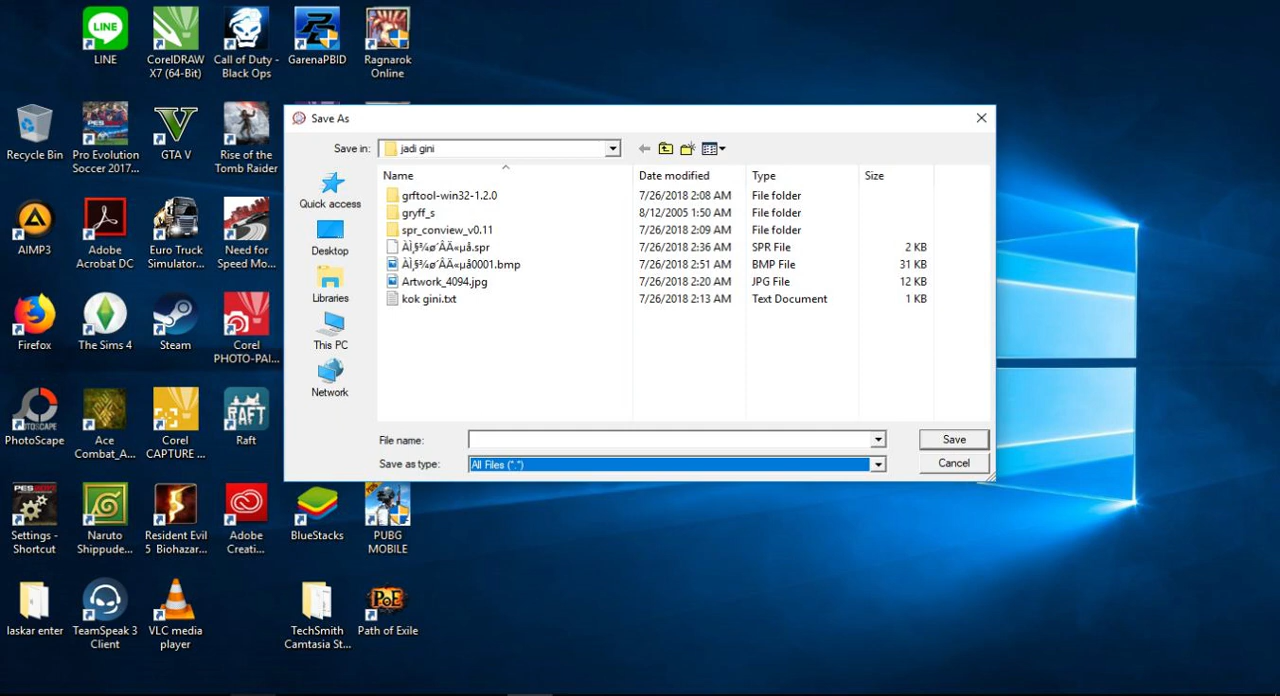 LINE
CorelDRAW
X7 (64-Bit)
Call of Duty -
Black Ops
GarenaPBID
Ragnarok
Online
Recycle Bin
Pro Evolution
Soccer 2017...
GTA V
Rise of the
Tomb Raider
AIMP3
Adobe
Acrobat DC
Euro Truck
Simulator...
Need for
Speed Mo...
Firefox
The Sims 4
Steam
Corel
PHOTO-PAI...
PhotoScape
Ace
Combat_A...
Corel
CAPTURE ...
Raft
Settings -
Shortcut
Naruto
Shippude...
Resident Evil
5 Biohazar...
Adobe
Creati...
BlueStacks
PUBG
MOBILE
laskar enter
TeamSpeak 3
Client
VLC media
player
TechSmith
Camtasia St...
Path of Exile
Save As
Save in:
jadi gini
Quick access
Desktop
Libraries
This PC
Network
Name Date modified Type Size
grftool-win32-1.2.0 7/26/2018 2:08 AM File folder
gryff_s 8/12/2005 1:50 AM File folder
spr_conview_v0.11 7/26/2018 2:09 AM File folder
ÀÌ¸§¾ø´ÂÄ«µå.spr 7/26/2018 2:36 AM SPR File 2 KB
ÀÌ¸§¾ø´ÂÄ«µå0001.bmp 7/26/2018 2:51 AM BMP File 31 KB
Artwork_4094.jpg 7/26/2018 2:20 AM JPG File 12 KB
kok gini.txt 7/26/2018 2:13 AM Text Document 1 KB
File name:
Save
Save as type:
All Files (*.*)
Cancel